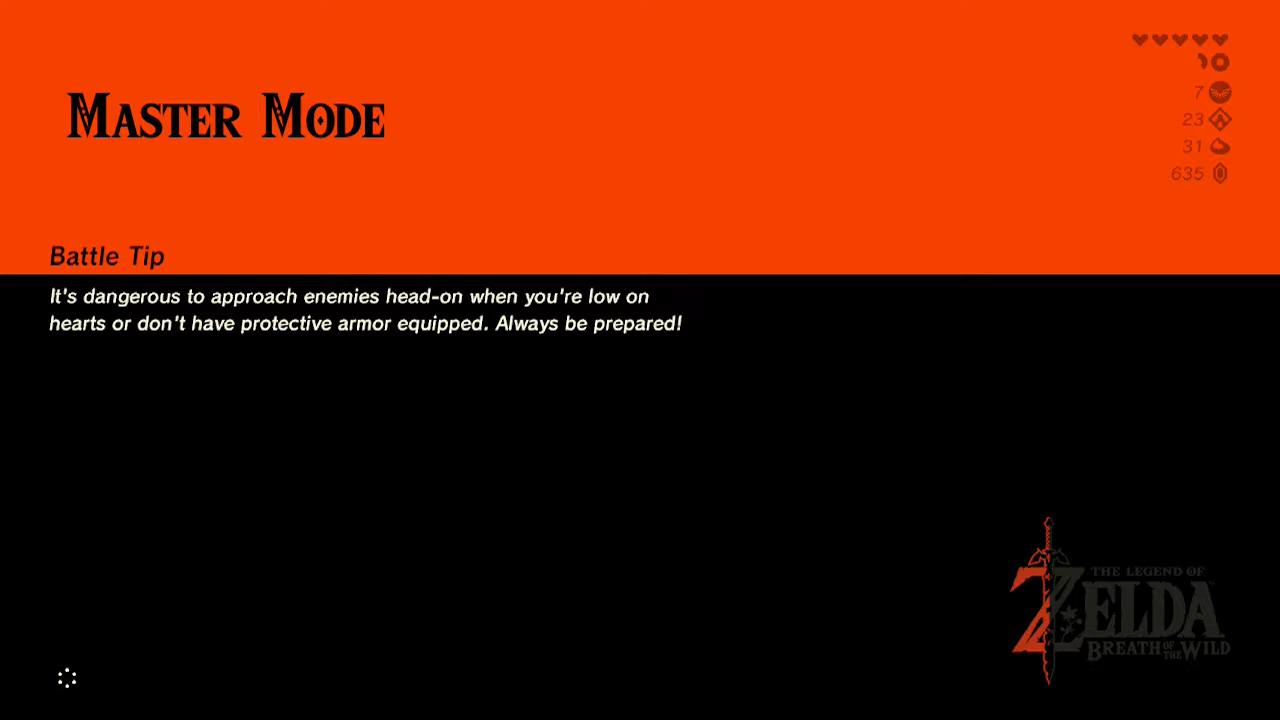 MASTER MODE
7
23
31
635
Battle Tip
It's dangerous to approach enemies head-on when you're low on
hearts or don't have protective armor equipped. Always be prepared!
THE LEGEND OF
ZELDA
BREATH OF THE WILD